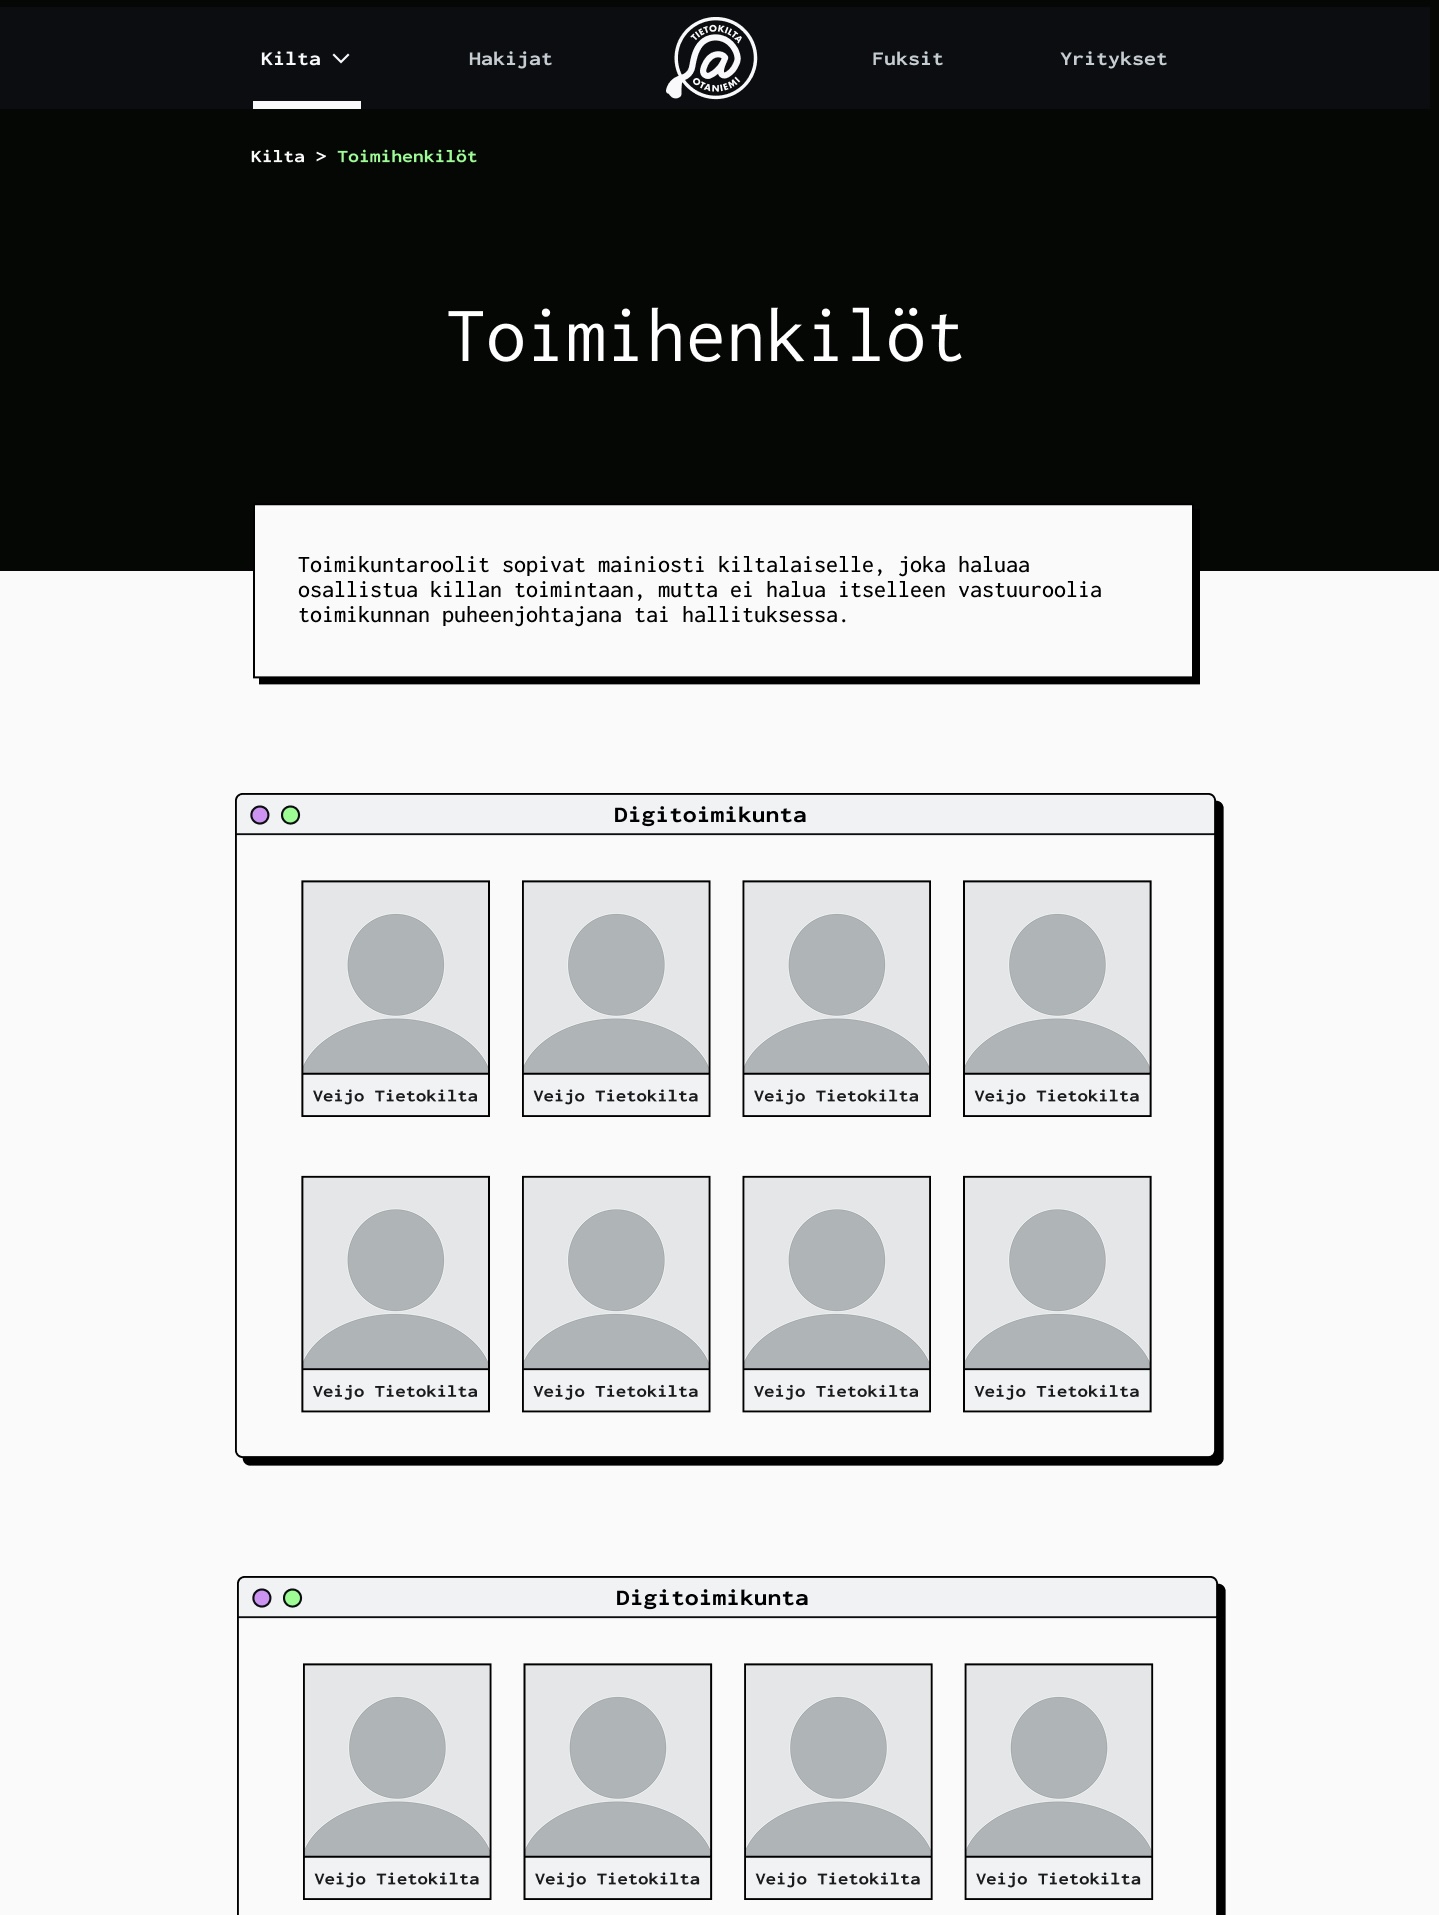 Kilta
Hakijat
TIETOKILTA
OTANIEMI
Fuksit
Yritykset
Kilta > Toimihenkilöt
Toimihenkilöt
Toimikuntaroolit sopivat mainiosti kiltalaiselle, joka haluaa
osallistua killan toimintaan, mutta ei halua itselleen vastuuroolia
toimikunnan puheenjohtajana tai hallituksessa.
Digitoimikunta
Veijo Tietokilta
Veijo Tietokilta
Veijo Tietokilta
Veijo Tietokilta
Veijo Tietokilta
Veijo Tietokilta
Veijo Tietokilta
Veijo Tietokilta
Digitoimikunta
Veijo Tietokilta
Veijo Tietokilta
Veijo Tietokilta
Veijo Tietokilta